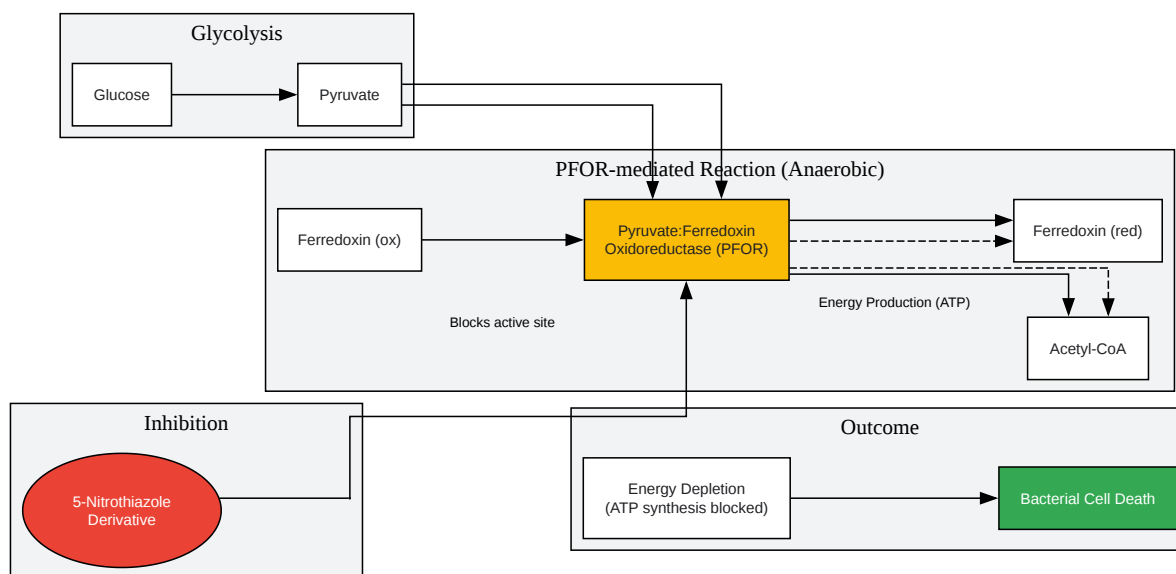 Glycolysis
Glucose
Pyruvate
PFOR-mediated Reaction (Anaerobic)
Ferredoxin (ox)
Pyruvate:Ferredoxin
Oxidoreductase (PFOR)
Ferredoxin (red)
Blocks active site
Energy Production (ATP)
Acetyl-CoA
Inhibition
5-Nitrothiazole
Derivative
Outcome
Energy Depletion
(ATP synthesis blocked)
Bacterial Cell Death